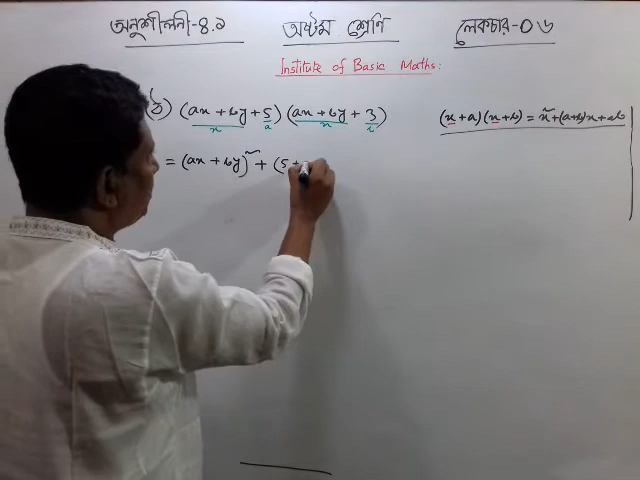 অনুশীলনী-৪.১ অষ্টম শ্রেণি লেকচার-০৬
Institute of Basic Maths:
(ax + by + 5) (ax + by + 3)
x a x b
(x+a)(x+b) = x² + (a+b)x + ab
= (ax + by)² + (5 +